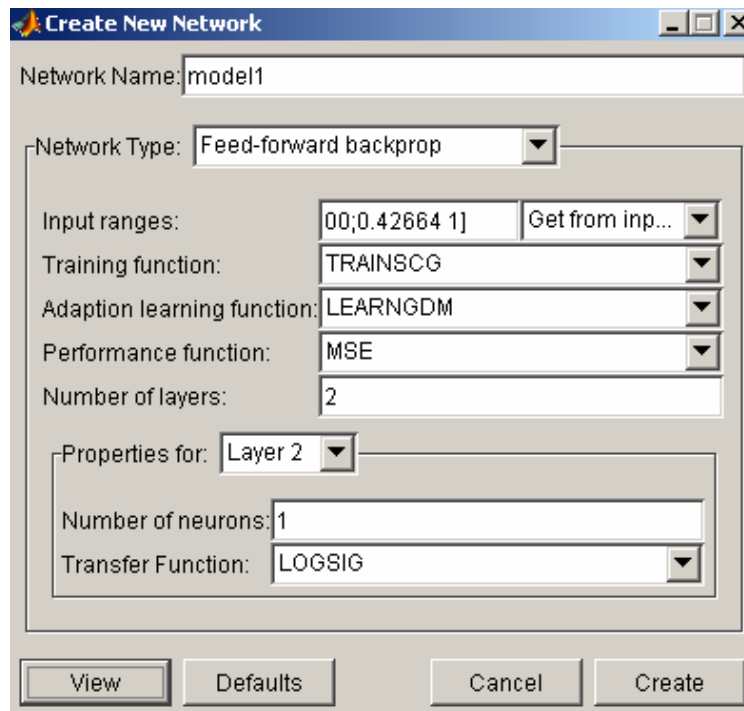 Create New Network
Network Name: model1
Network Type: Feed-forward backprop
Input ranges: 00;0.42664 1] Get from inp...
Training function: TRAINSCG
Adaption learning function: LEARNGDM
Performance function: MSE
Number of layers: 2
Properties for: Layer 2
Number of neurons: 1
Transfer Function: LOGSIG
View Defaults Cancel Create